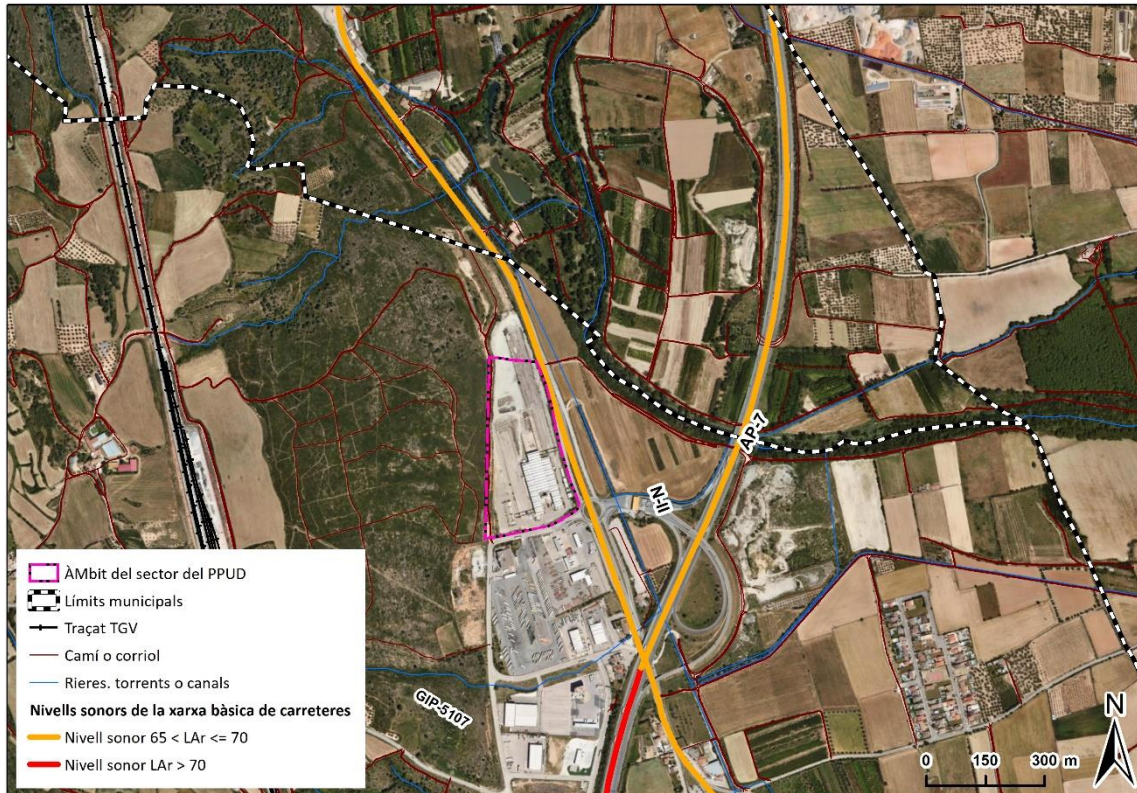 AP-7
N-II
GIP-5107
ÀMbit del sector del PPUD
Límits municipals
Traçat TGV
Camí o corriol
Rieres. torrents o canals
Nivells sonors de la xarxa bàsica de carreteres
Nivell sonor 65 < LAr <= 70
Nivell sonor LAr > 70
N
0 150 300 m